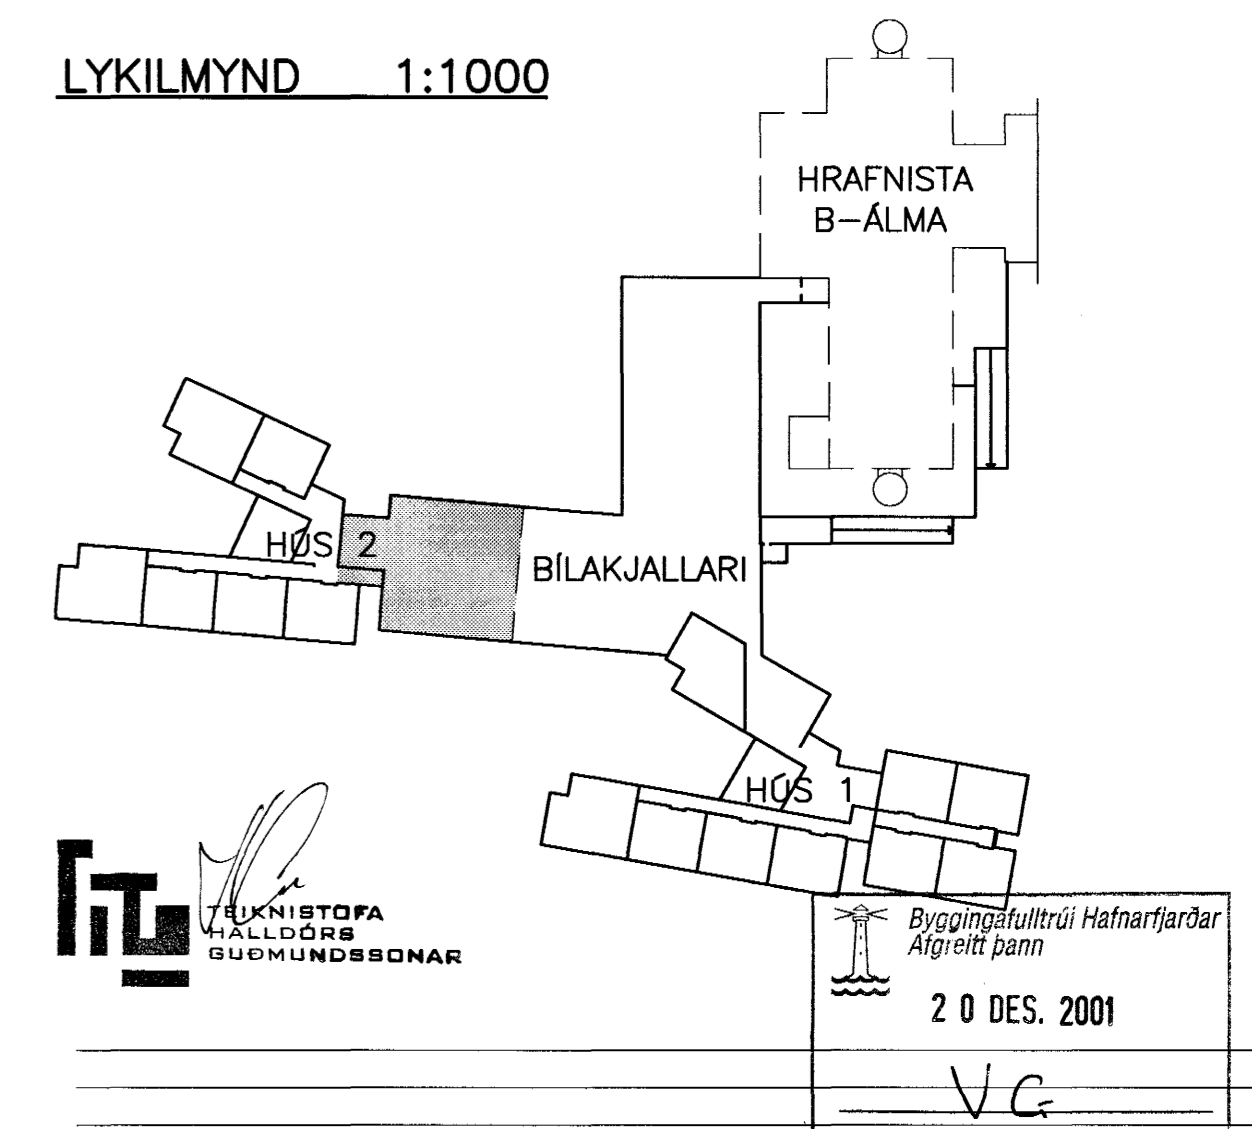 LYKILMYND 1:1000
HRAFNISTA
B-ÁLMA
HÚS 2
BÍLAKJALLARI
HÚS 1
TEIKNISTOFA
HALLDÓRS
GUÐMUNDSSONAR
Byggingafulltrúi Hafnarfjarðar
Afgreitt þann
20 DES. 2001
VG